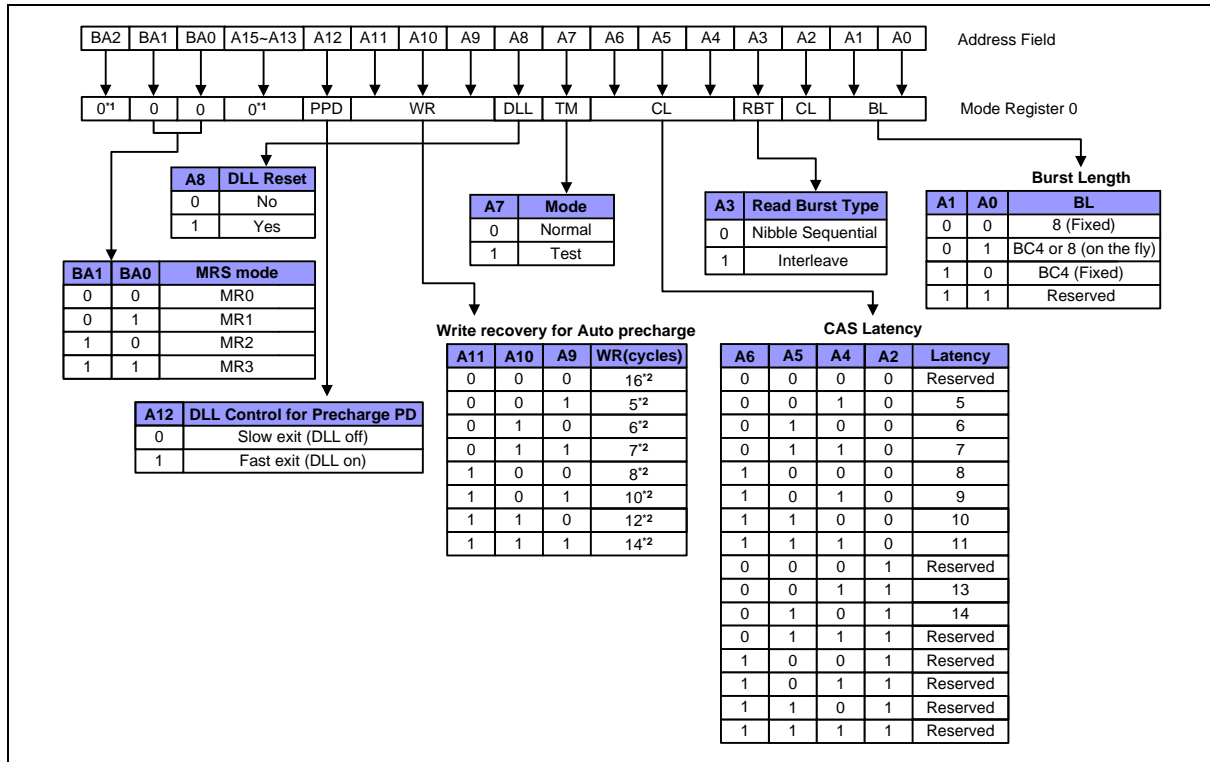 BA2 BA1 BA0 A15~A13 A12 A11 A10 A9 A8 A7 A6 A5 A4 A3 A2 A1 A0 Address Field
0*1 0 0 0*1 PPD WR DLL TM CL RBT CL BL Mode Register 0
A8 DLL Reset
0 No
1 Yes
A7 Mode
0 Normal
1 Test
A3 Read Burst Type
0 Nibble Sequential
1 Interleave
Burst Length
A1 A0 BL
0 0 8 (Fixed)
0 1 BC4 or 8 (on the fly)
1 0 BC4 (Fixed)
1 1 Reserved
BA1 BA0 MRS mode
0 0 MR0
0 1 MR1
1 0 MR2
1 1 MR3
A12 DLL Control for Precharge PD
0 Slow exit (DLL off)
1 Fast exit (DLL on)
Write recovery for Auto precharge
A11 A10 A9 WR(cycles)
0 0 0 16*2
0 0 1 5*2
0 1 0 6*2
0 1 1 7*2
1 0 0 8*2
1 0 1 10*2
1 1 0 12*2
1 1 1 14*2
CAS Latency
A6 A5 A4 A2 Latency
0 0 0 0 Reserved
0 0 1 0 5
0 1 0 0 6
0 1 1 0 7
1 0 0 0 8
1 0 1 0 9
1 1 0 0 10
1 1 1 0 11
0 0 0 1 Reserved
0 0 1 1 13
0 1 0 1 14
0 1 1 1 Reserved
1 0 0 1 Reserved
1 0 1 1 Reserved
1 1 0 1 Reserved
1 1 1 1 Reserved